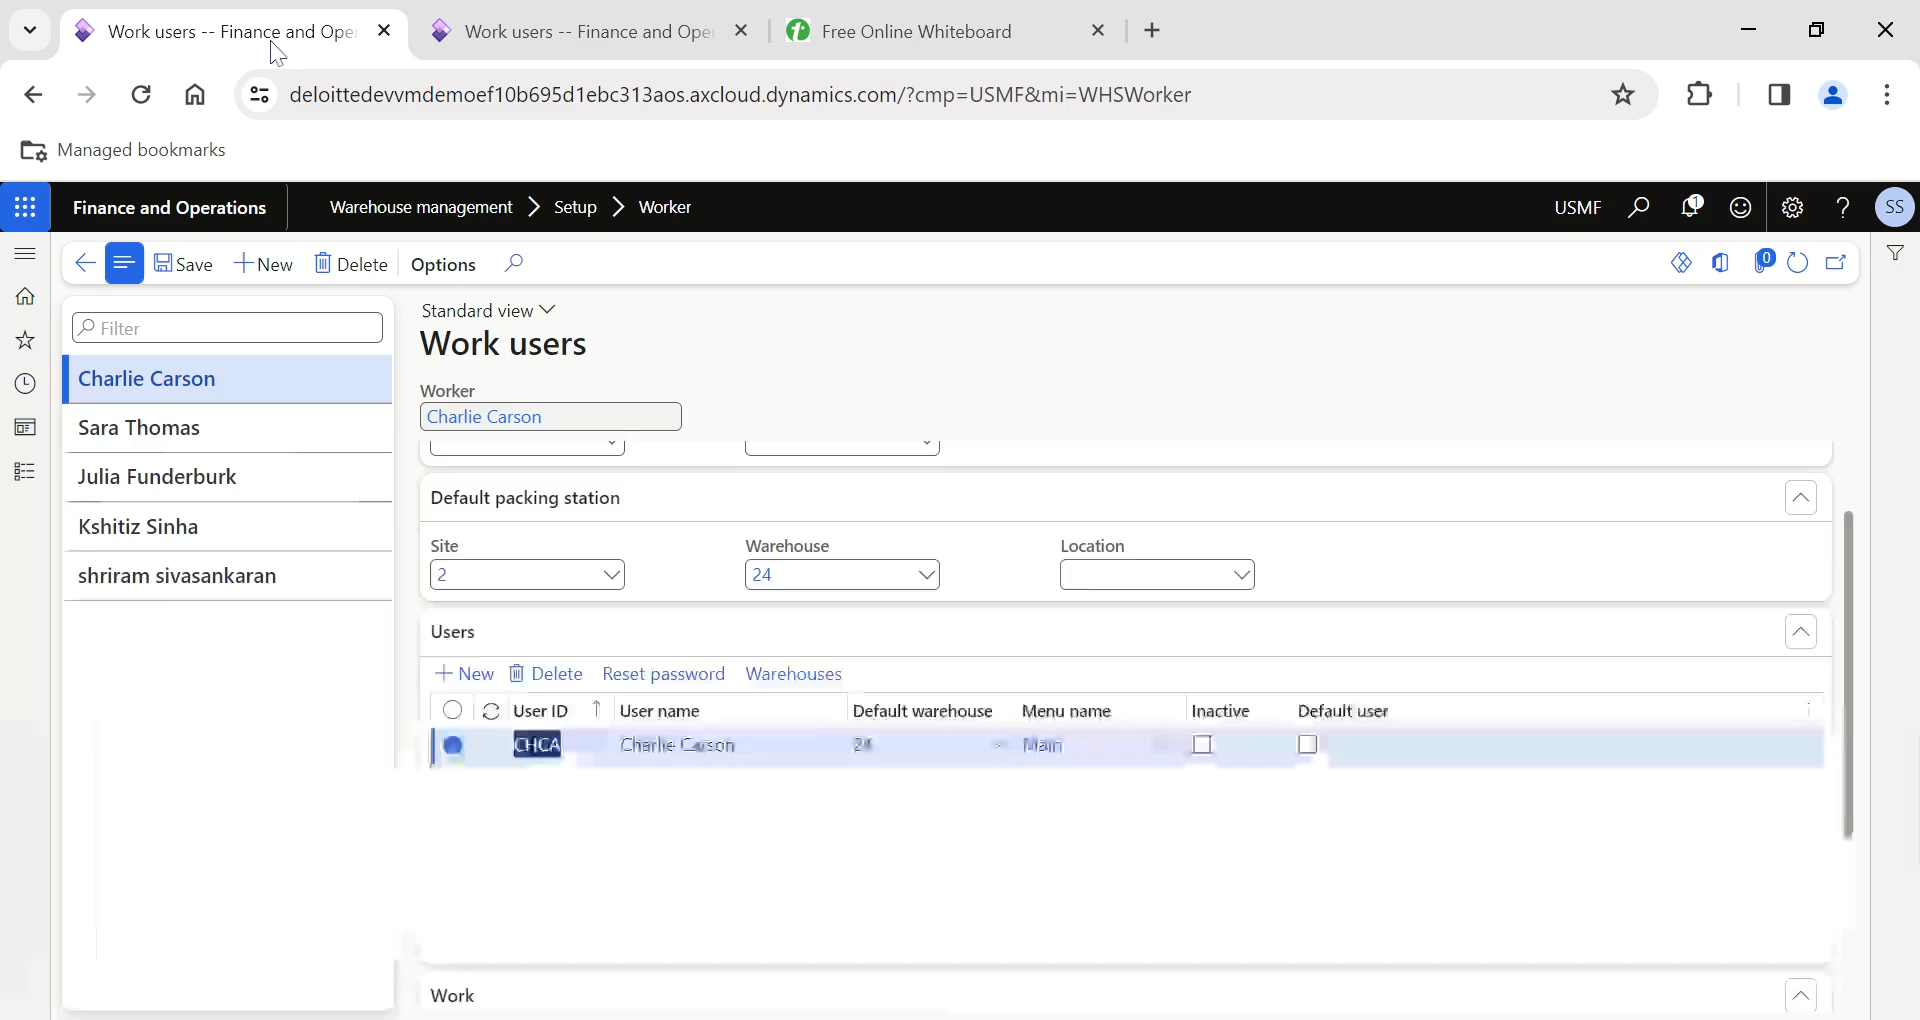 Work users -- Finance and Oper
Work users -- Finance and Oper
Free Online Whiteboard
deloittedevvmdemoef10b695d1ebc313aos.axcloud.dynamics.com/?cmp=USMF&mi=WHSWorker
Managed bookmarks
Finance and Operations
Warehouse management
Setup
Worker
USMF
1
?
SS
Save
New
Delete
Options
0
Filter
Charlie Carson
Sara Thomas
Julia Funderburk
Kshitiz Sinha
shriram sivasankaran
Standard view
Work users
Worker
Charlie Carson
Default packing station
Site
Warehouse
Location
2
24
Users
New
Delete
Reset password
Warehouses
User ID
User name
Default warehouse
Menu name
Inactive
Default user
CHCA
Charlie Carson
24
Main
Work